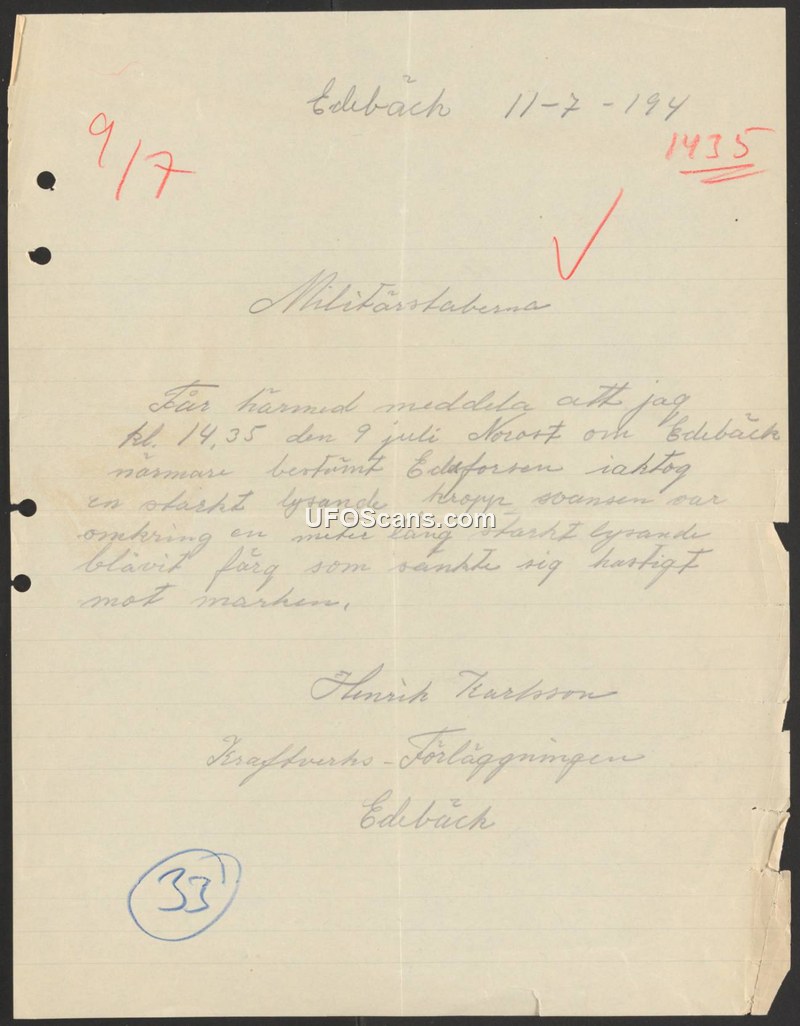 Edebäck 11-7-194
9/7
1435
Militärstaberna
Får härmed meddela att jag
kl. 14,35 den 9 juli Norost om Edebäck
närmare bestämt Edsforsen iaktog
en starkt lysande kropp svansen var
UFOScans.com
omkring en meter lång starkt lysande
blåvit färg som sänkte sig hastigt
mot marken.
Henrik Karlsson
Kraftverks-Förläggningen
Edebäck
33